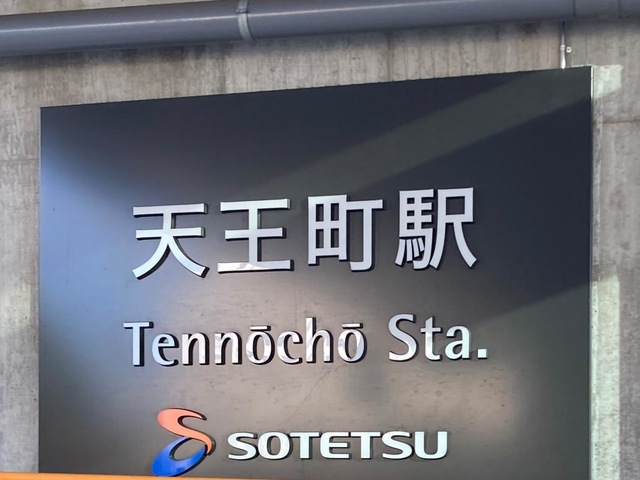 天王町駅
Tennōchō Sta.
SOTETSU